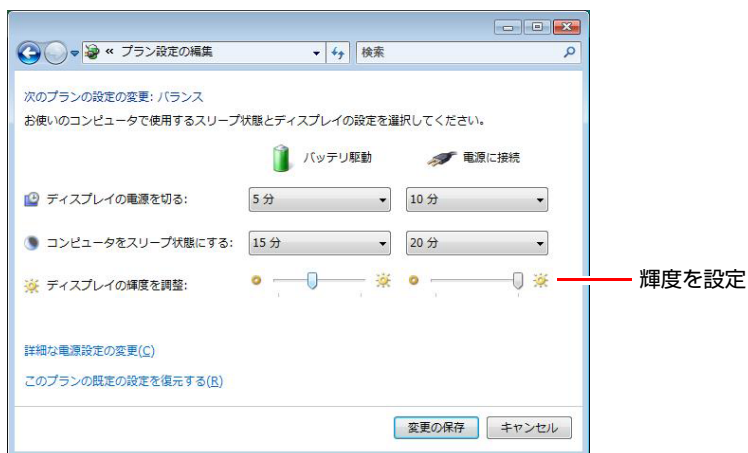 « プラン設定の編集 検索
次のプランの設定の変更: バランス
お使いのコンピュータで使用するスリープ状態とディスプレイの設定を選択してください。
バッテリ駆動 電源に接続
ディスプレイの電源を切る: 5 分 10 分
コンピュータをスリープ状態にする: 15 分 20 分
ディスプレイの輝度を調整: 輝度を設定
詳細な電源設定の変更(C)
このプランの既定の設定を復元する(R)
変更の保存 キャンセル